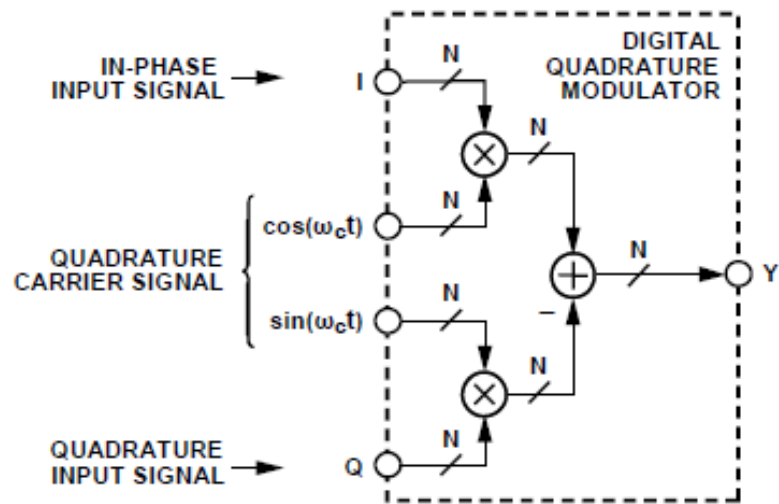 IN-PHASE
INPUT SIGNAL
I
N
DIGITAL
QUADRATURE
MODULATOR
N
N
cos(ωct)
QUADRATURE
CARRIER SIGNAL
N
Y
sin(ωct)
N
–
N
N
QUADRATURE
INPUT SIGNAL
Q